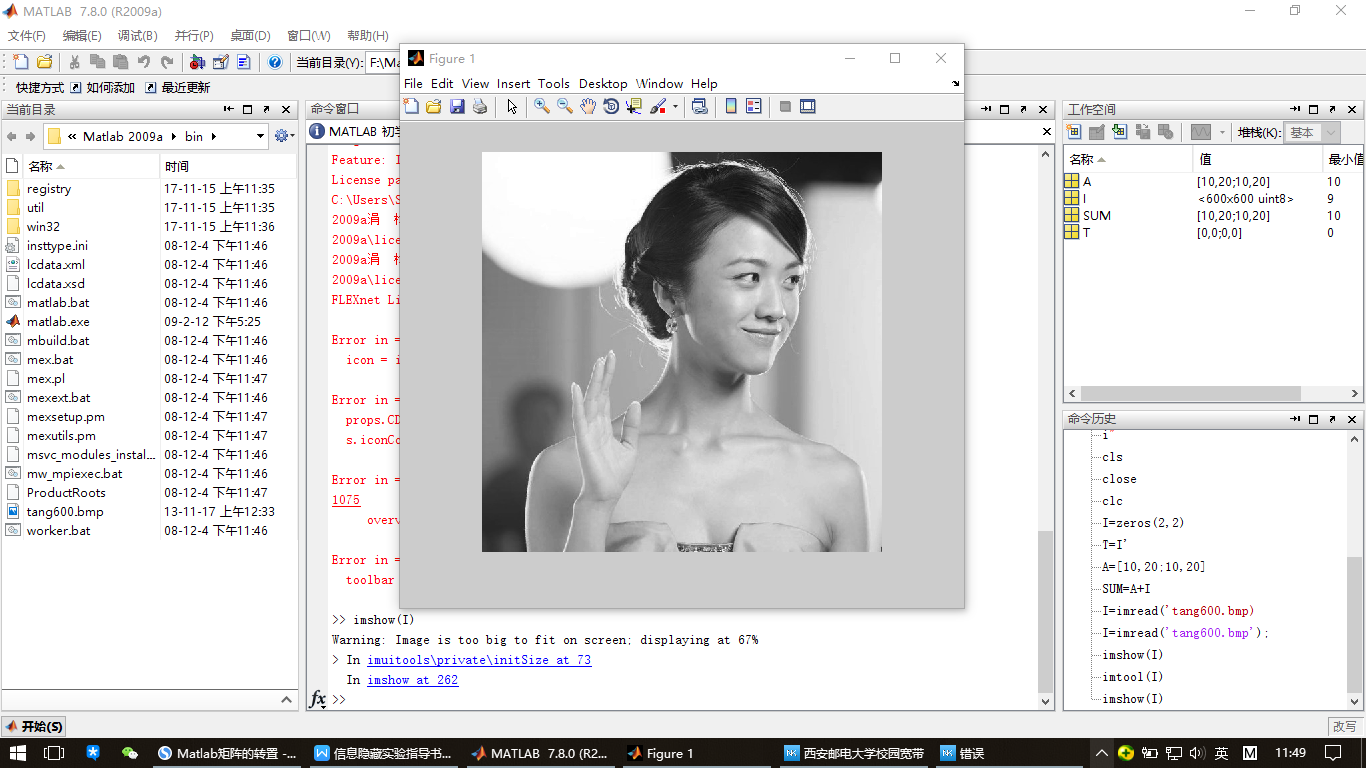 MATLAB 7.8.0 (R2009a)
文件(F) 编辑(E) 调试(B) 并行(P) 桌面(D) 窗口(W) 帮助(H)
当前目录(Y): F:\Ma
快捷方式 如何添加 最近更新
当前目录
« Matlab 2009a bin
名称 时间
registry 17-11-15 上午11:35
util 17-11-15 上午11:35
win32 17-11-15 上午11:36
insttype.ini 08-12-4 下午11:46
lcdata.xml 08-12-4 下午11:46
lcdata.xsd 08-12-4 下午11:46
matlab.bat 08-12-4 下午11:46
matlab.exe 09-2-12 下午5:25
mbuild.bat 08-12-4 下午11:46
mex.bat 08-12-4 下午11:46
mex.pl 08-12-4 下午11:47
mexext.bat 08-12-4 下午11:46
mexsetup.pm 08-12-4 下午11:47
mexutils.pm 08-12-4 下午11:47
msvc_modules_instal... 08-12-4 下午11:46
mw_mpiexec.bat 08-12-4 下午11:46
ProductRoots 08-12-4 下午11:47
tang600.bmp 13-11-17 上午12:33
worker.bat 08-12-4 下午11:46
命令窗口
MATLAB 初学
Feature: I
License pa
C:\Users\S
2009a\lice
2009a\lice
FLEXnet Li
Error in =
icon = i
Error in =
props.CD
s.iconCo
Error in =
1075
overv
Error in =
toolbar
>> imshow(I)
Warning: Image is too big to fit on screen; displaying at 67%
> In imuitools\private\initSize at 73
In imshow at 262
fx >>
Figure 1
File Edit View Insert Tools Desktop Window Help
工作空间
堆栈(K): 基本
名称 值 最小值
A [10,20;10,20] 10
I <600x600 uint8> 9
SUM [10,20;10,20] 10
T [0,0;0,0] 0
命令历史
i'
cls
close
clc
I=zeros(2,2)
T=I'
A=[10,20;10,20]
SUM=A+I
I=imread('tang600.bmp)
I=imread('tang600.bmp');
imshow(I)
imtool(I)
imshow(I)
开始(S) 改写
Matlab矩阵的转置 -... 信息隐藏实验指导书... MATLAB 7.8.0 (R2... Figure 1 西安邮电大学校园宽带 错误 英 M 11:49